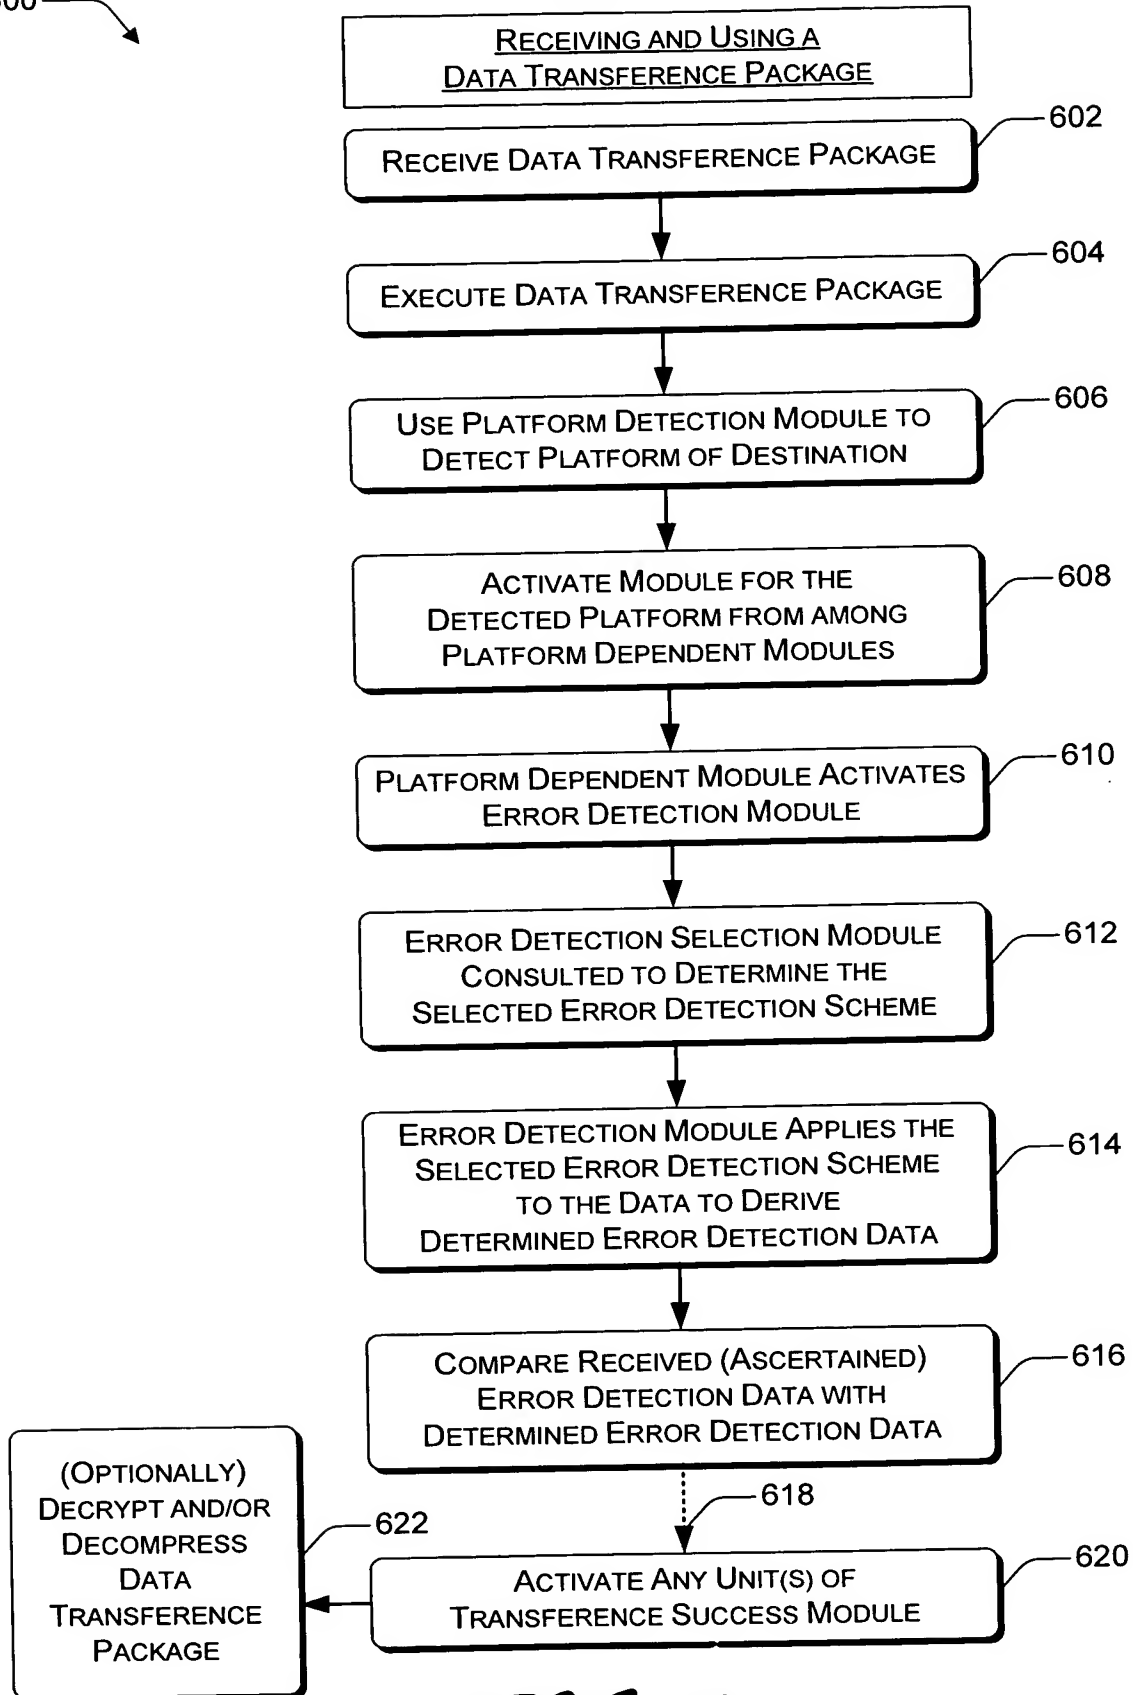 RECEIVING AND USING A
DATA TRANSFERENCE PACKAGE
602
RECEIVE DATA TRANSFERENCE PACKAGE
604
EXECUTE DATA TRANSFERENCE PACKAGE
606
USE PLATFORM DETECTION MODULE TO
DETECT PLATFORM OF DESTINATION
608
ACTIVATE MODULE FOR THE
DETECTED PLATFORM FROM AMONG
PLATFORM DEPENDENT MODULES
610
PLATFORM DEPENDENT MODULE ACTIVATES
ERROR DETECTION MODULE
612
ERROR DETECTION SELECTION MODULE
CONSULTED TO DETERMINE THE
SELECTED ERROR DETECTION SCHEME
614
ERROR DETECTION MODULE APPLIES THE
SELECTED ERROR DETECTION SCHEME
TO THE DATA TO DERIVE
DETERMINED ERROR DETECTION DATA
616
COMPARE RECEIVED (ASCERTAINED)
ERROR DETECTION DATA WITH
DETERMINED ERROR DETECTION DATA
618
620
ACTIVATE ANY UNIT(S) OF
TRANSFERENCE SUCCESS MODULE
622
(OPTIONALLY)
DECRYPT AND/OR
DECOMPRESS
DATA
TRANSFERENCE
PACKAGE